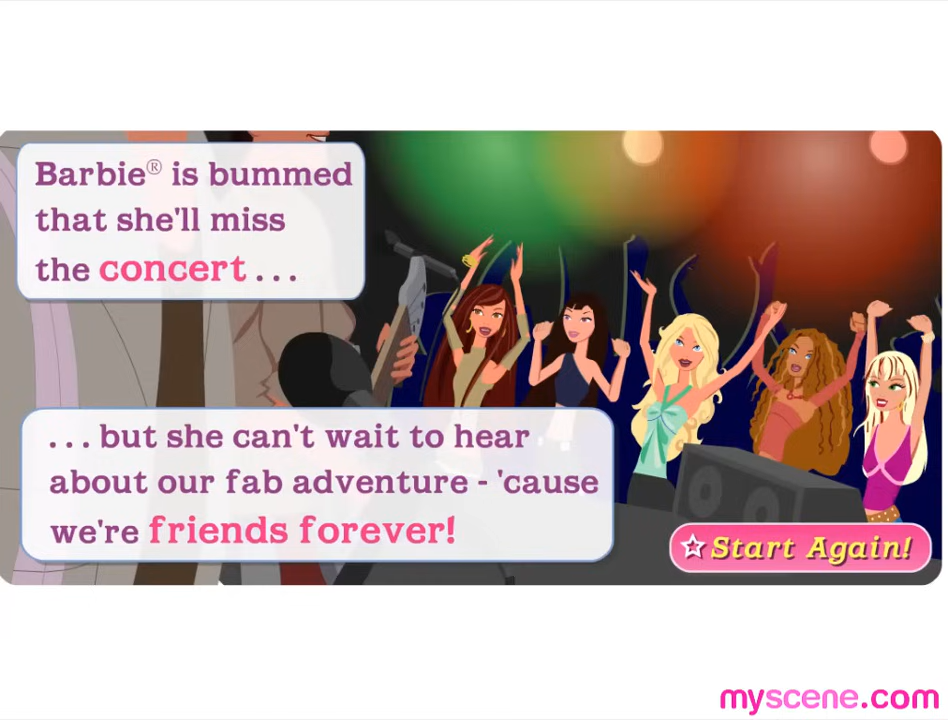 Barbie® is bummed
that she'll miss
the concert . . .
. . . but she can't wait to hear
about our fab adventure - 'cause
we're friends forever!
Start Again!
myscene.com